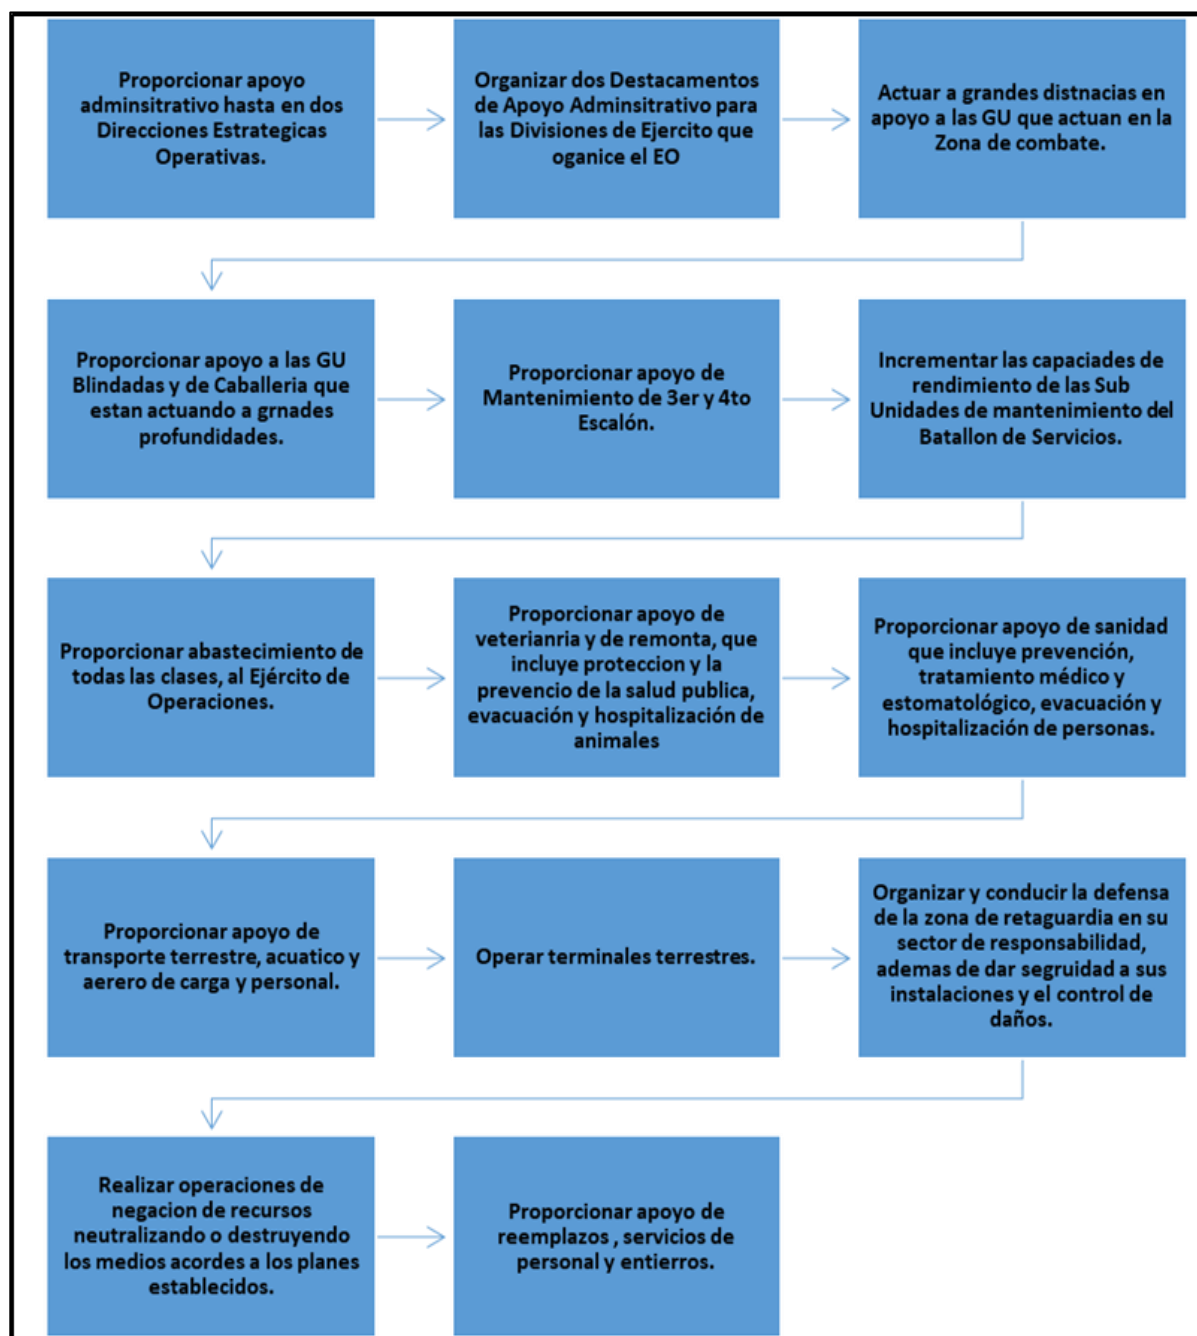 Proporcionar apoyo
adminsitrativo hasta en dos
Direcciones Estrategicas
Operativas.
Organizar dos Destacamentos
de Apoyo Adminsitrativo para
las Divisiones de Ejercito que
oganice el EO
Actuar a grandes distnacias en
apoyo a las GU que actuan en la
Zona de combate.
Proporcionar apoyo a las GU
Blindadas y de Caballeria que
estan actuando a grnades
profundidades.
Proporcionar apoyo de
Mantenimiento de 3er y 4to
Escalón.
Incrementar las capaciades de
rendimiento de las Sub
Unidades de mantenimiento del
Batallon de Servicios.
Proporcionar abastecimiento de
todas las clases, al Ejército de
Operaciones.
Proporcionar apoyo de
veterianria y de remonta, que
incluye proteccion y la
prevencio de la salud publica,
evacuación y hospitalización de
animales
Proporcionar apoyo de sanidad
que incluye prevención,
tratamiento médico y
estomatológico, evacuación y
hospitalización de personas.
Proporcionar apoyo de
transporte terrestre, acuatico y
aerero de carga y personal.
Operar terminales terrestres.
Organizar y conducir la defensa
de la zona de retaguardia en su
sector de responsabilidad,
ademas de dar segruidad a sus
instalaciones y el control de
daños.
Realizar operaciones de
negacion de recursos
neutralizando o destruyendo
los medios acordes a los planes
establecidos.
Proporcionar apoyo de
reemplazos , servicios de
personal y entierros.